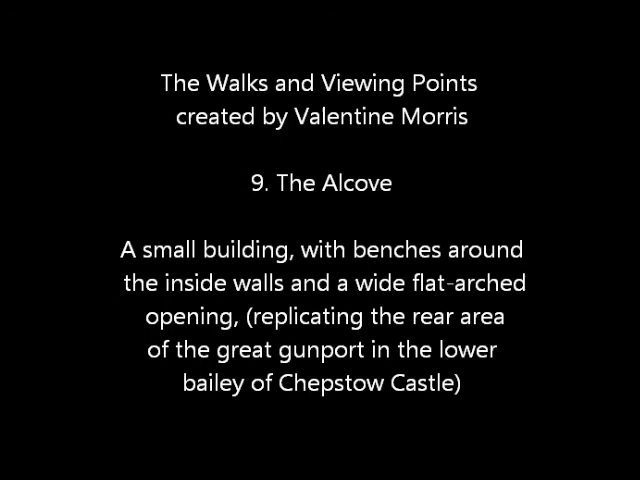 The Walks and Viewing Points
created by Valentine Morris
9. The Alcove
A small building, with benches around
the inside walls and a wide flat-arched
opening, (replicating the rear area
of the great gunport in the lower
bailey of Chepstow Castle)